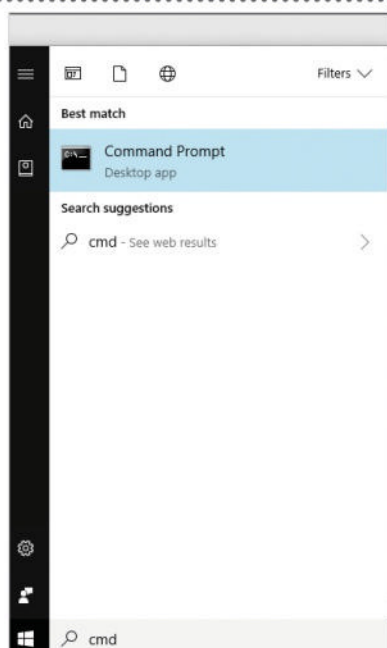 Filters
Best match
C:\_
Command Prompt
Desktop app
Search suggestions
cmd - See web results
cmd